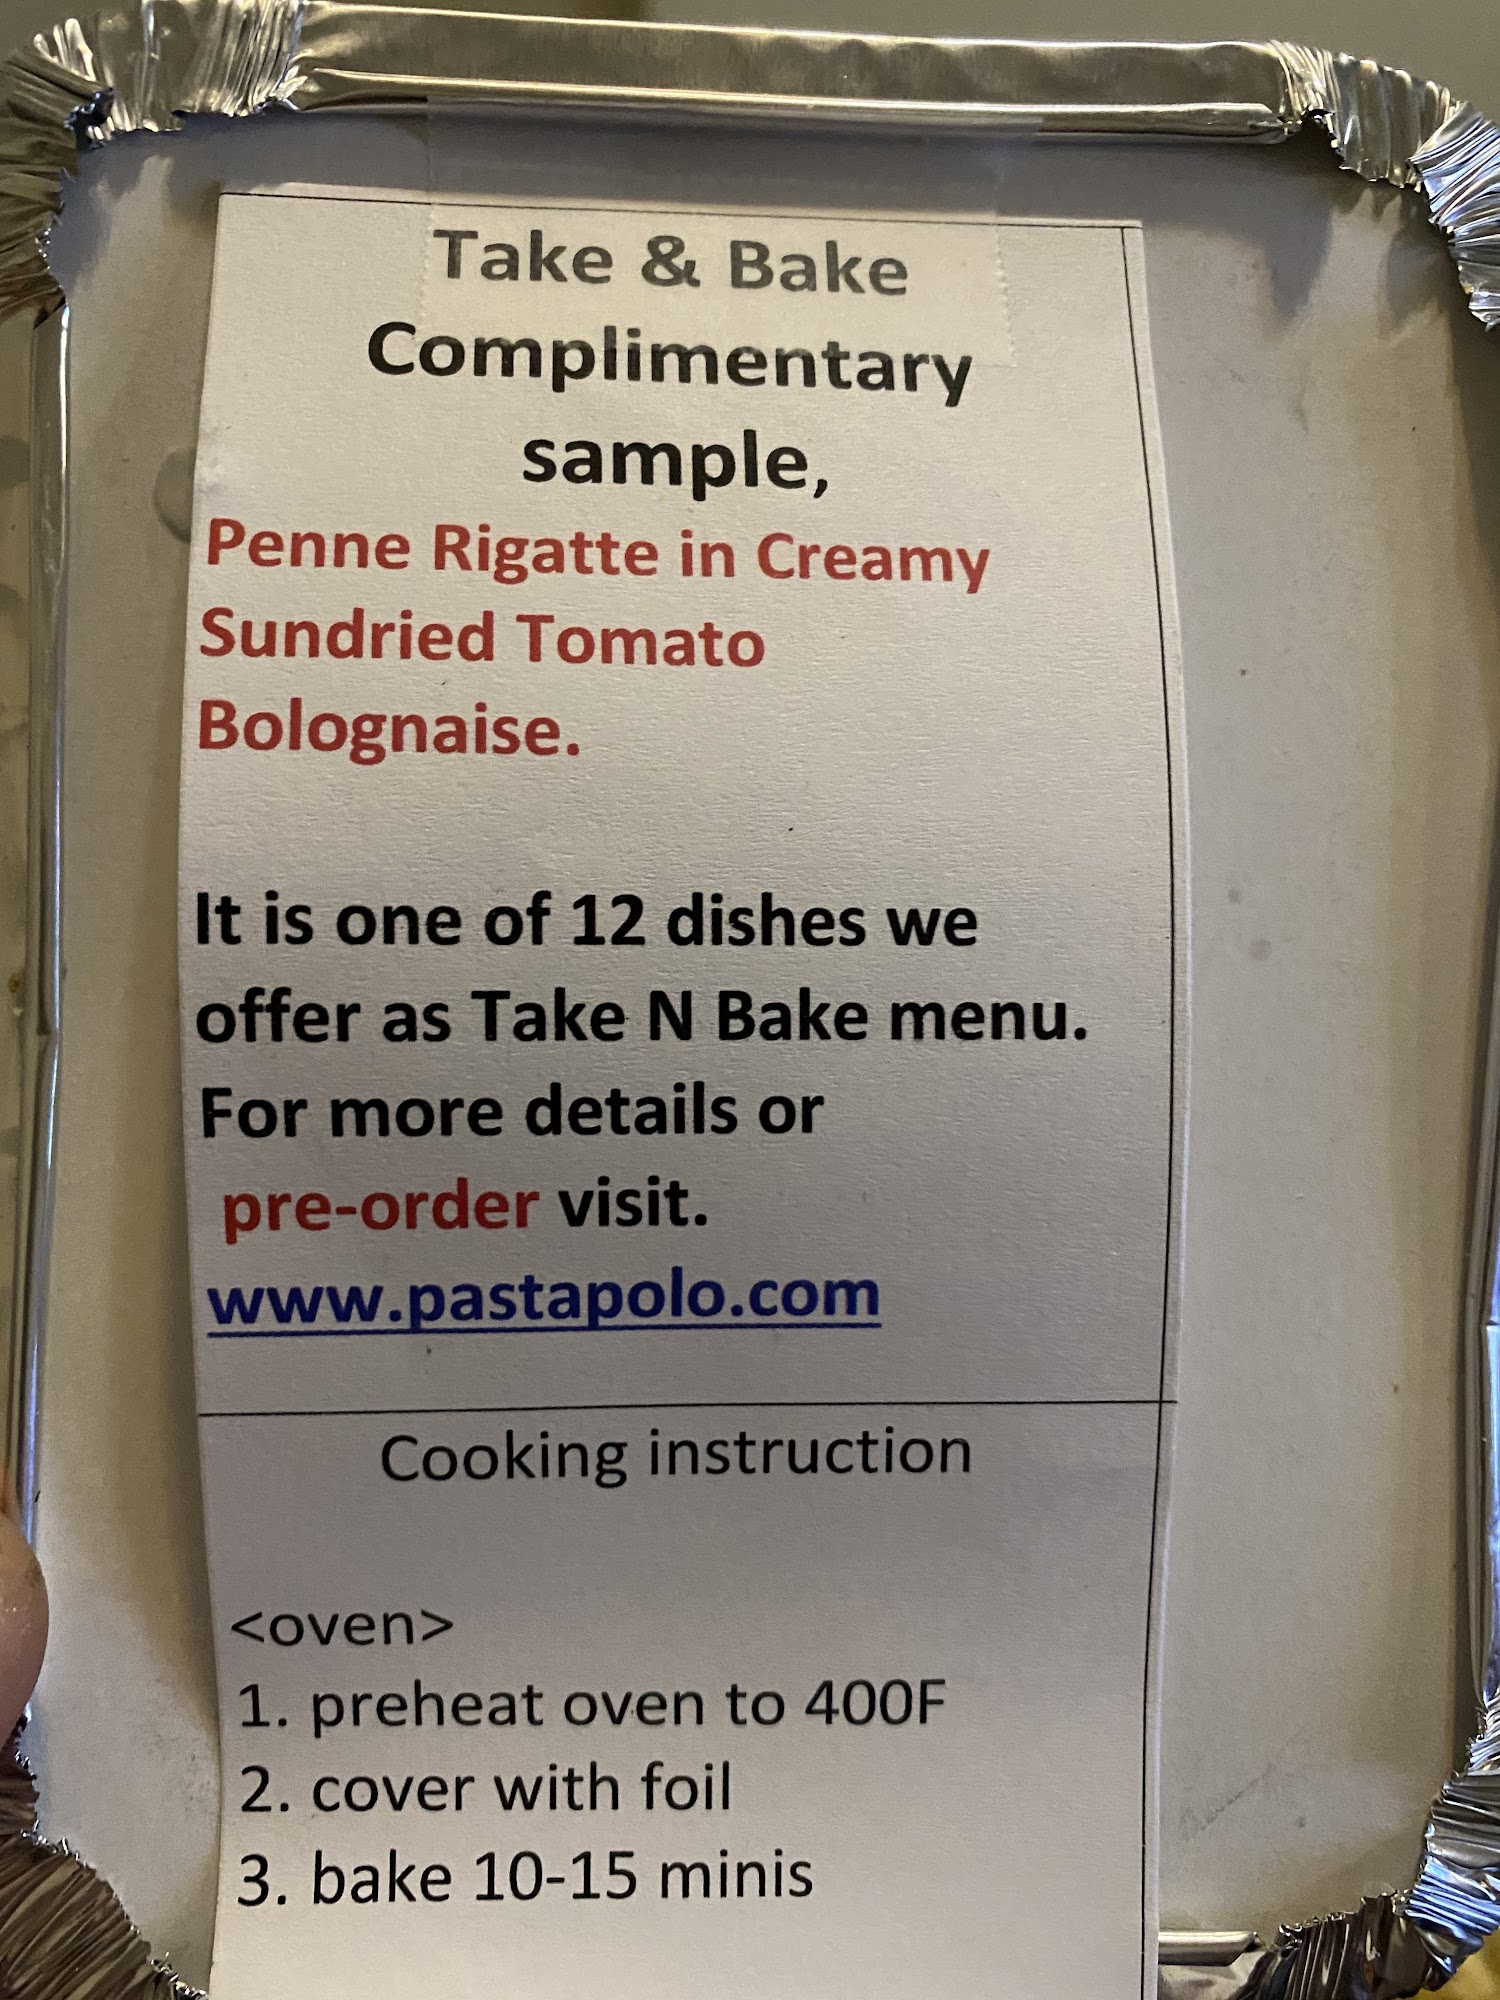 Take & Bake
Complimentary
sample,
Penne Rigatte in Creamy
Sundried Tomato
Bolognaise.
It is one of 12 dishes we
offer as Take N Bake menu.
For more details or
pre-order visit.
www.pastapolo.com
Cooking instruction
<oven>
1. preheat oven to 400F
2. cover with foil
3. bake 10-15 minis